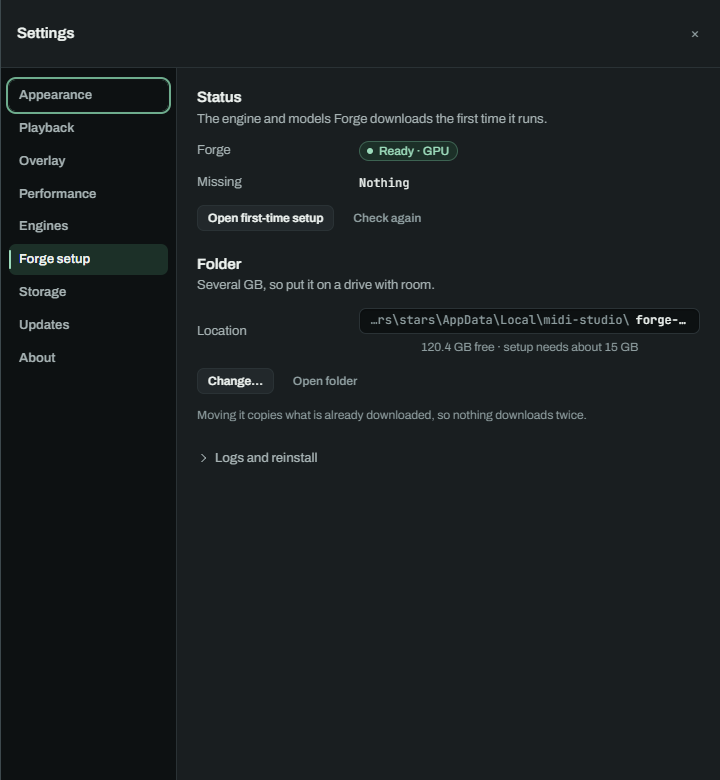 Settings
×
Appearance
Playback
Overlay
Performance
Engines
Forge setup
Storage
Updates
About
Status
The engine and models Forge downloads the first time it runs.
Forge
Ready · GPU
Missing
Nothing
Open first-time setup
Check again
Folder
Several GB, so put it on a drive with room.
Location
…rs\stars\AppData\Local\midi-studio\ forge-…
120.4 GB free · setup needs about 15 GB
Change…
Open folder
Moving it copies what is already downloaded, so nothing downloads twice.
Logs and reinstall